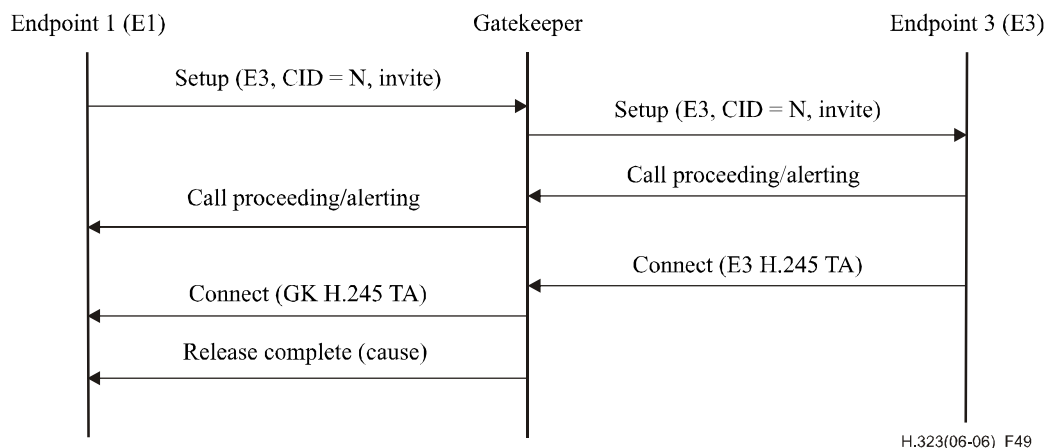 Endpoint 1 (E1)
Gatekeeper
Endpoint 3 (E3)
Setup (E3, CID = N, invite)
Setup (E3, CID = N, invite)
Call proceeding/alerting
Call proceeding/alerting
Connect (E3 H.245 TA)
Connect (GK H.245 TA)
Release complete (cause)
H.323(06-06)_F49